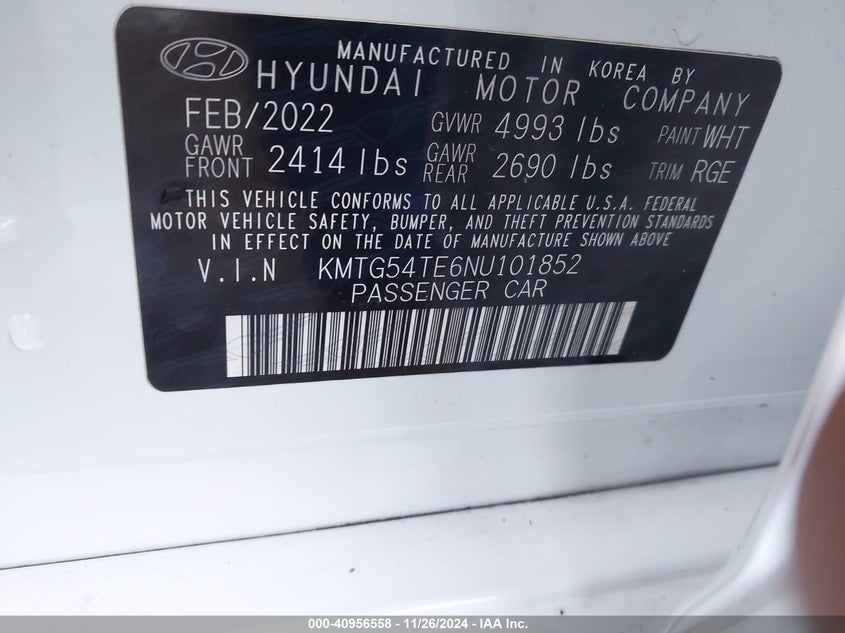 MANUFACTURED IN KOREA BY
HYUNDAI MOTOR COMPANY
FEB/2022 GVWR 4993 lbs PAINT WHT
GAWR FRONT 2414 lbs GAWR REAR 2690 lbs TRIM RGE
THIS VEHICLE CONFORMS TO ALL APPLICABLE U.S.A. FEDERAL
MOTOR VEHICLE SAFETY, BUMPER, AND THEFT PREVENTION STANDARDS
IN EFFECT ON THE DATE OF MANUFACTURE SHOWN ABOVE
V.I.N KMTG54TE6NU101852
PASSENGER CAR
000-40956558 - 11/26/2024 - IAA Inc.